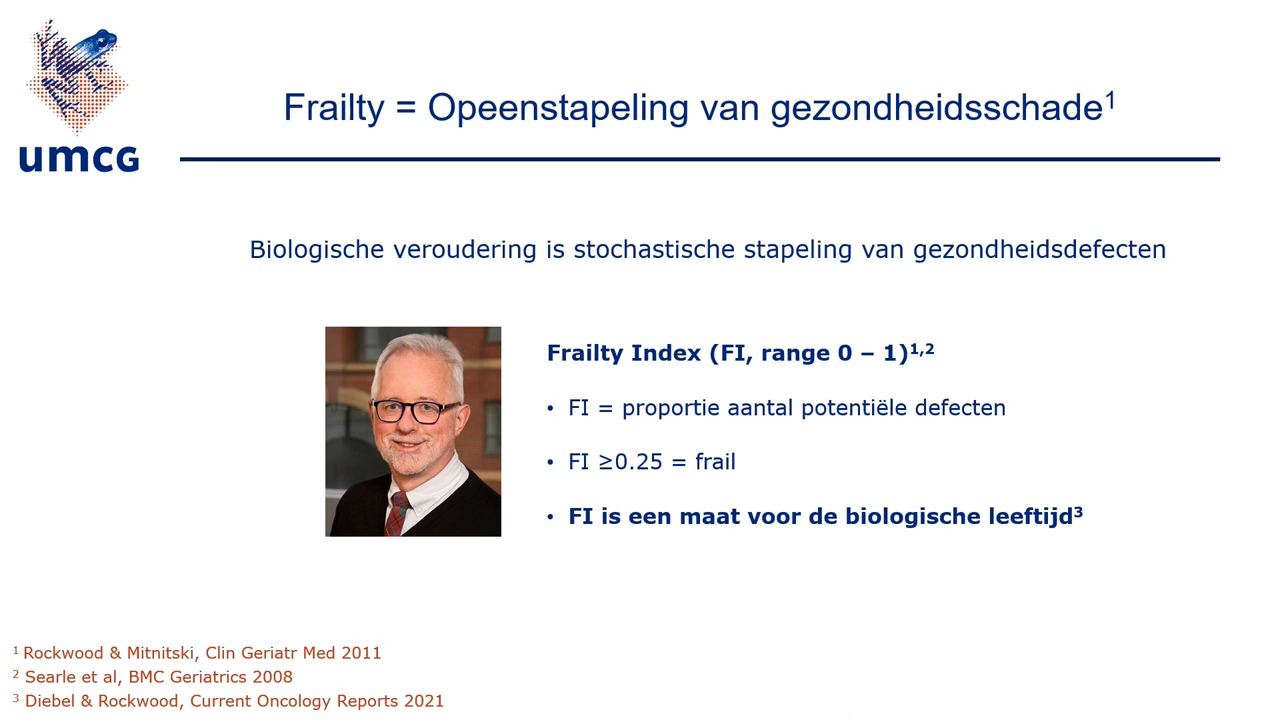 umcG
Frailty = Opeenstapeling van gezondheidsschade¹
Biologische veroudering is stochastische stapeling van gezondheidsdefecten
Frailty Index (FI, range 0 – 1)¹,²
• FI = proportie aantal potentiële defecten
• FI ≥0.25 = frail
• FI is een maat voor de biologische leeftijd³
¹ Rockwood & Mitnitski, Clin Geriatr Med 2011
² Searle et al, BMC Geriatrics 2008
³ Diebel & Rockwood, Current Oncology Reports 2021